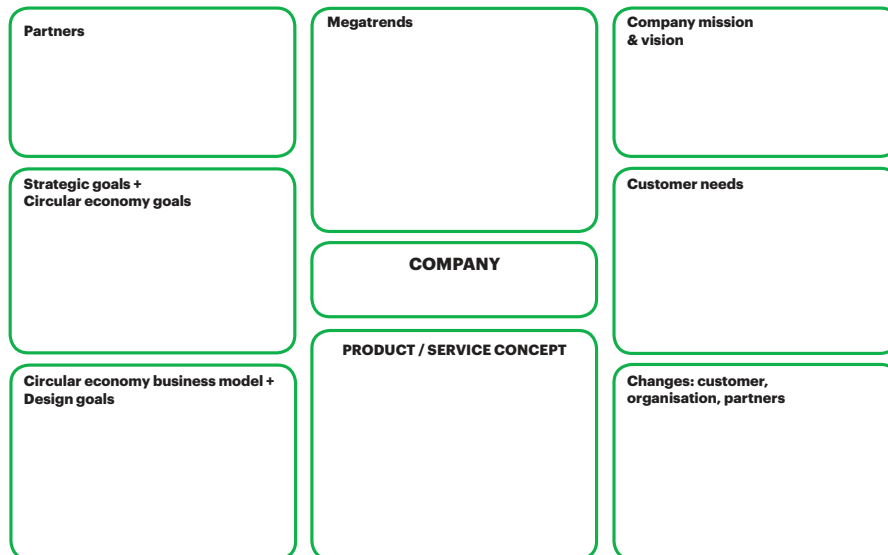 Partners
Strategic goals +
Circular economy goals
Circular economy business model +
Design goals
Megatrends
COMPANY
PRODUCT / SERVICE CONCEPT
Company mission
& vision
Customer needs
Changes: customer,
organisation, partners